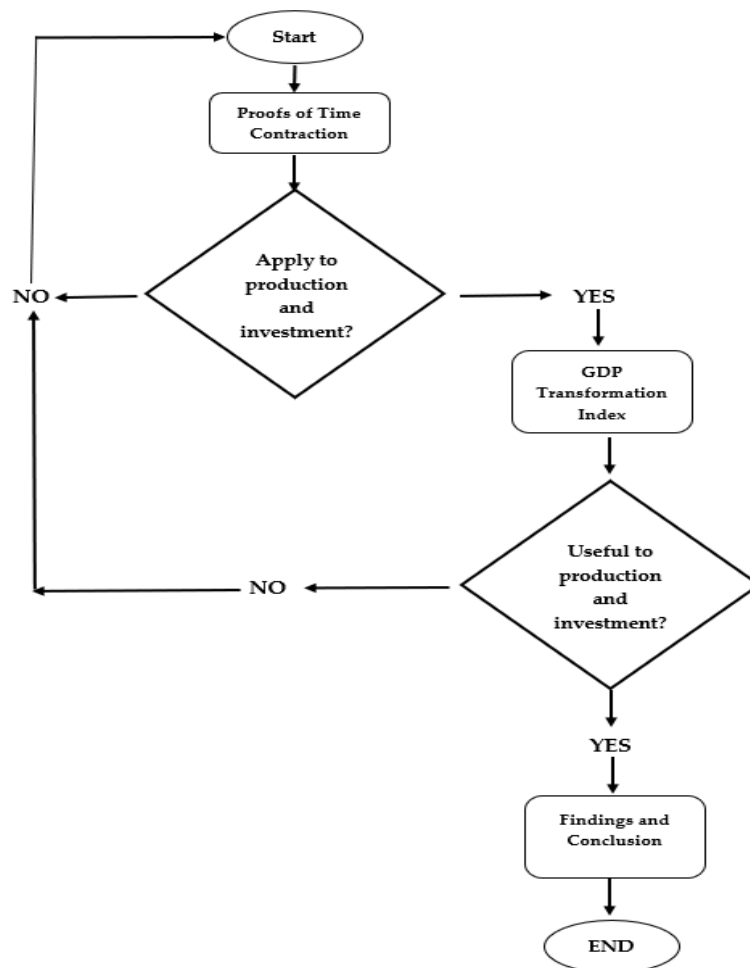 Start
Proofs of Time
Contraction
Apply to
production
and
investment?
NO
YES
GDP
Transformation
Index
Useful to
production
and
investment?
NO
YES
Findings and
Conclusion
END